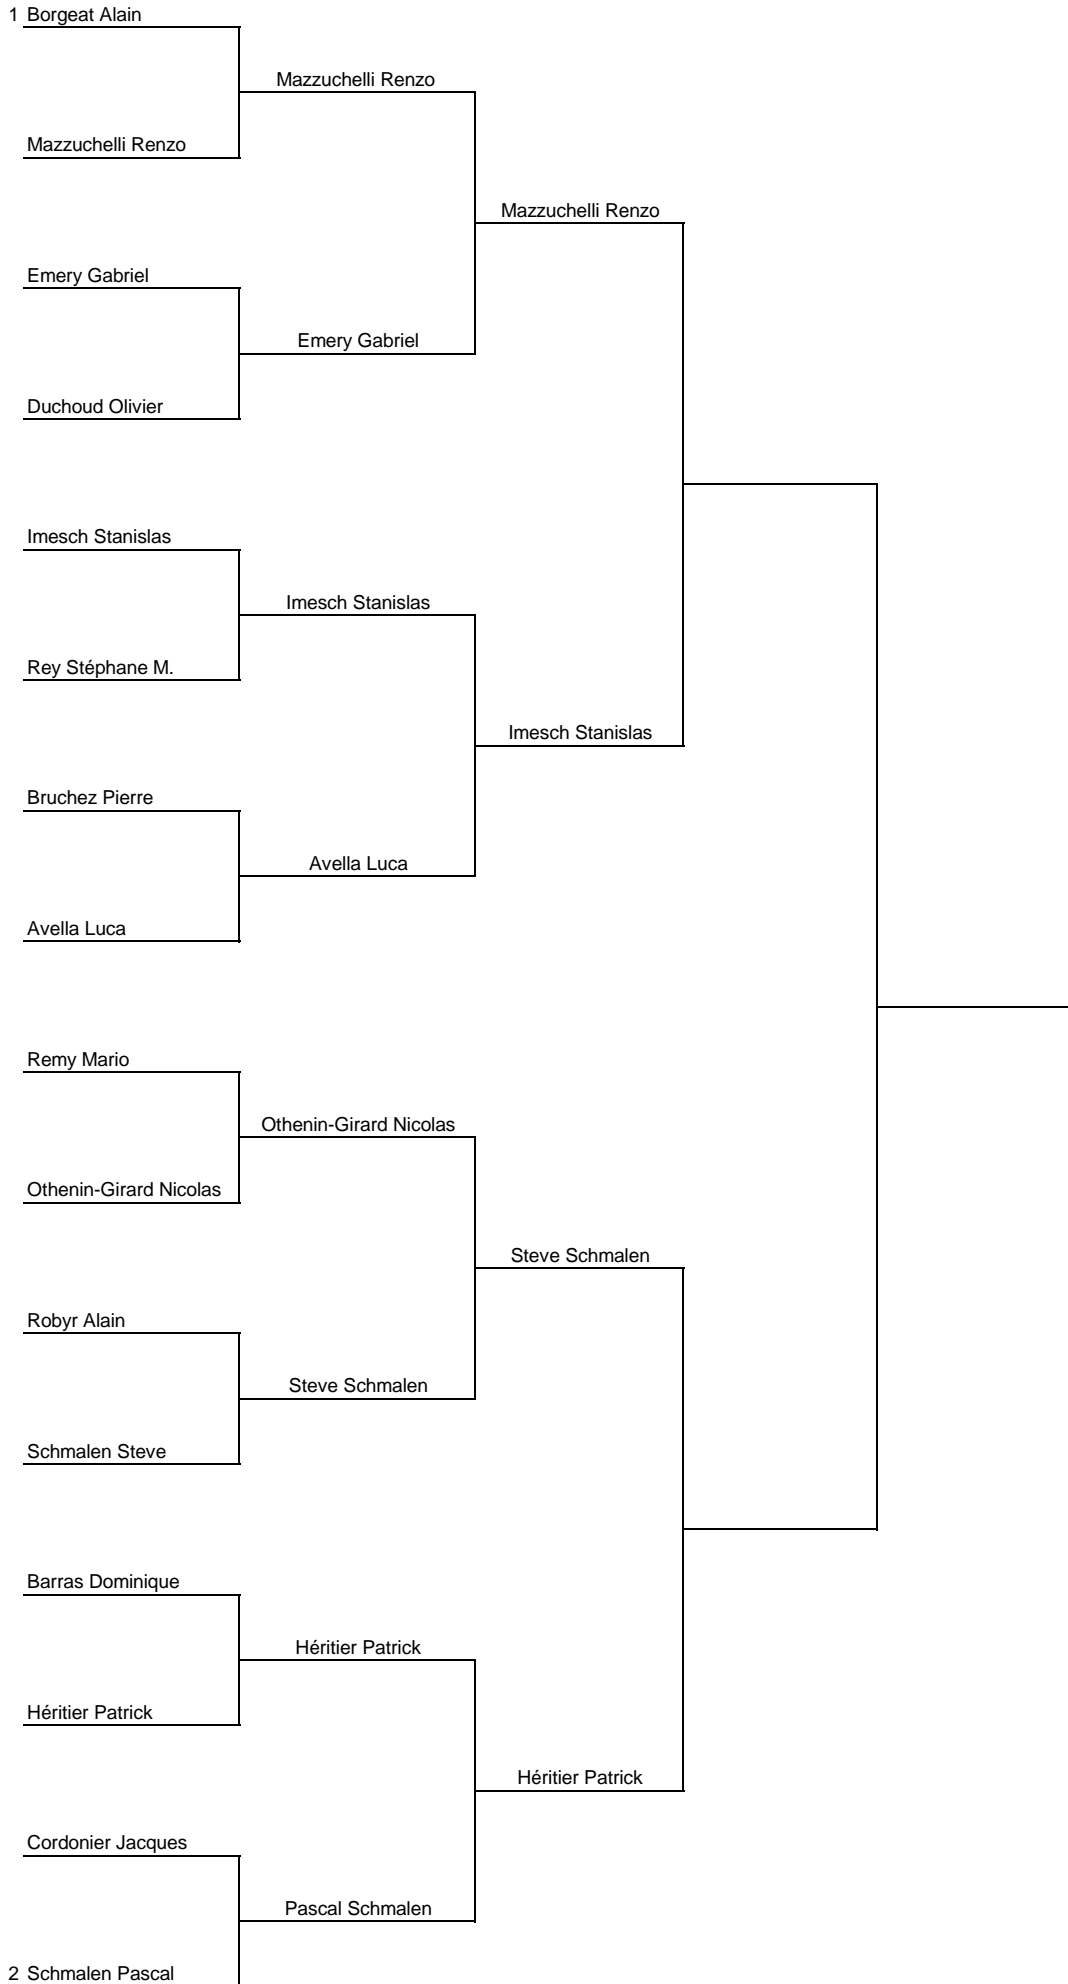 1 Borgeat Alain
Mazzuchelli Renzo
Mazzuchelli Renzo
Mazzuchelli Renzo
Emery Gabriel
Emery Gabriel
Duchoud Olivier
Imesch Stanislas
Imesch Stanislas
Rey Stéphane M.
Imesch Stanislas
Bruchez Pierre
Avella Luca
Avella Luca
Remy Mario
Othenin-Girard Nicolas
Othenin-Girard Nicolas
Steve Schmalen
Robyr Alain
Steve Schmalen
Schmalen Steve
Barras Dominique
Héritier Patrick
Héritier Patrick
Héritier Patrick
Cordonier Jacques
Pascal Schmalen
2 Schmalen Pascal